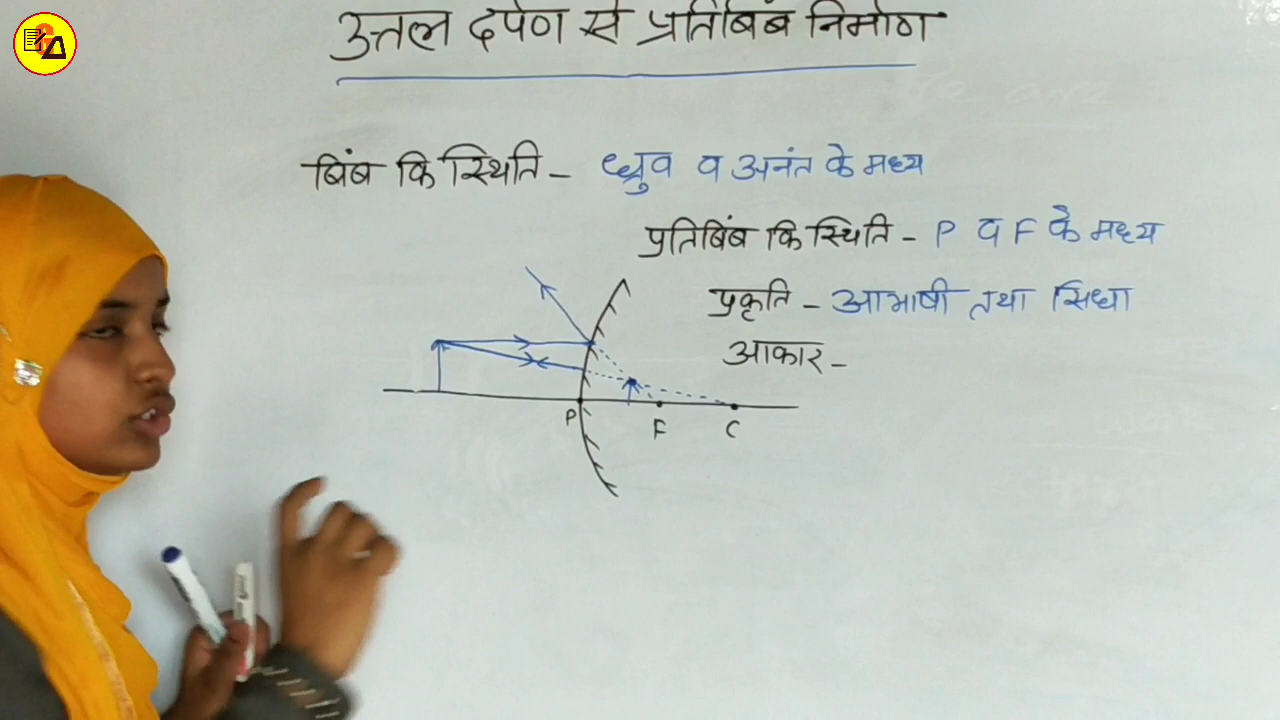 उत्तल दर्पण से प्रतिबिंब निर्माण
बिंब कि स्थिति - ध्रुव व अनंत के मध्य
प्रतिबिंब कि स्थिति - P व F के मध्य
प्रकृति - आभाषी तथा सिधा
आकार -
P F C